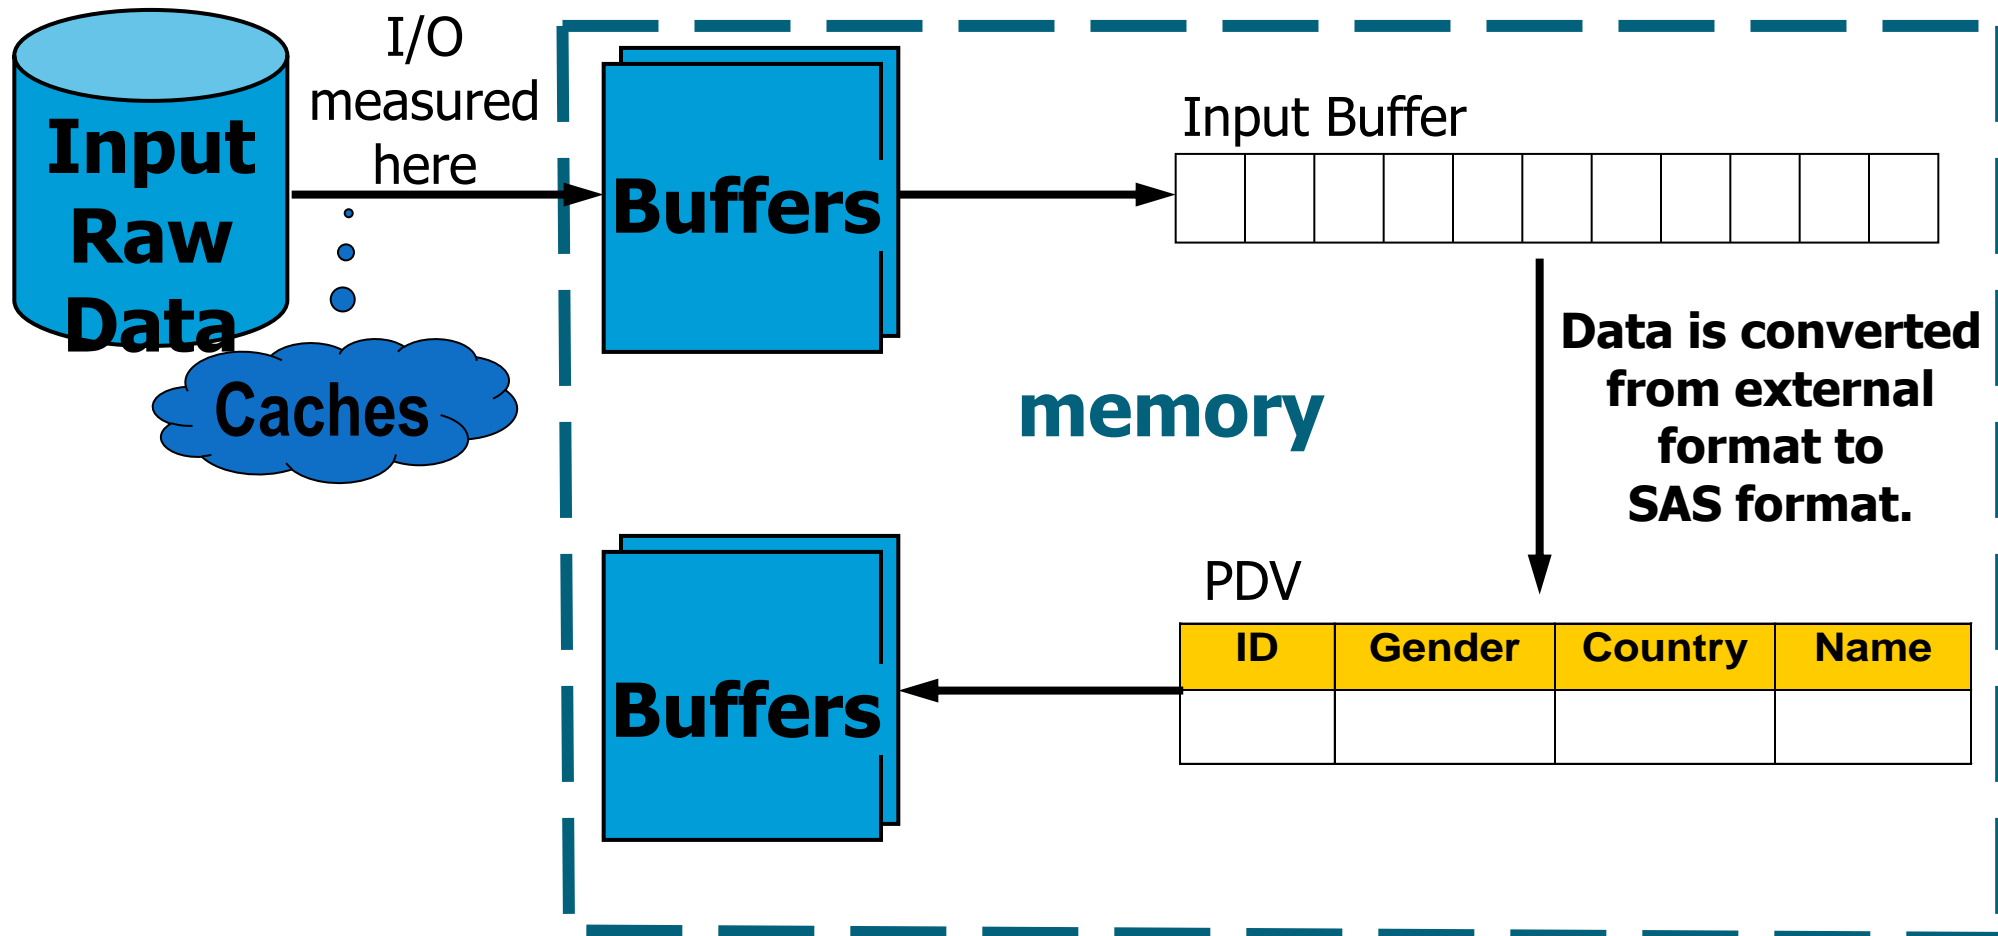 I/O
measured
here
Input
Raw
Data
Caches
Buffers
Input Buffer
Data is converted
from external
format to
SAS format.
memory
PDV
ID Gender Country Name
Buffers